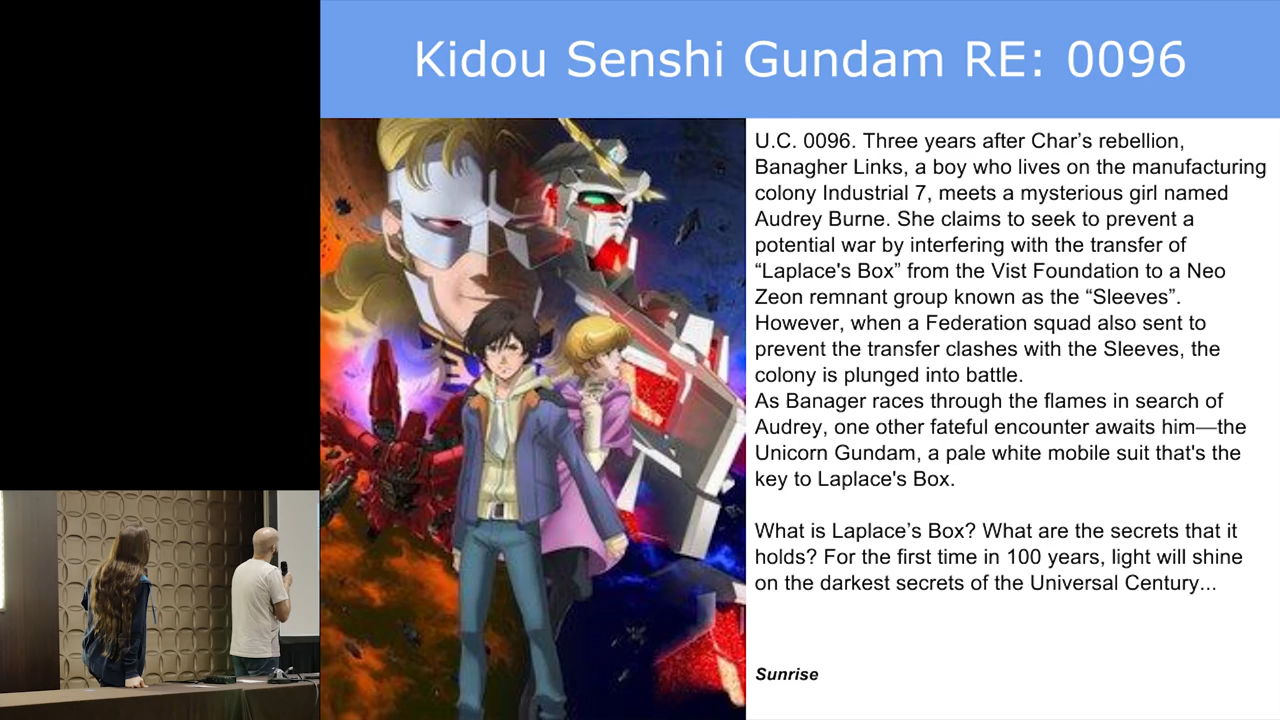 Kidou Senshi Gundam RE: 0096
U.C. 0096. Three years after Char’s rebellion,
Banagher Links, a boy who lives on the manufacturing
colony Industrial 7, meets a mysterious girl named
Audrey Burne. She claims to seek to prevent a
potential war by interfering with the transfer of
“Laplace's Box” from the Vist Foundation to a Neo
Zeon remnant group known as the “Sleeves”.
However, when a Federation squad also sent to
prevent the transfer clashes with the Sleeves, the
colony is plunged into battle.
As Banager races through the flames in search of
Audrey, one other fateful encounter awaits him—the
Unicorn Gundam, a pale white mobile suit that's the
key to Laplace's Box.
What is Laplace’s Box? What are the secrets that it
holds? For the first time in 100 years, light will shine
on the darkest secrets of the Universal Century...
Sunrise